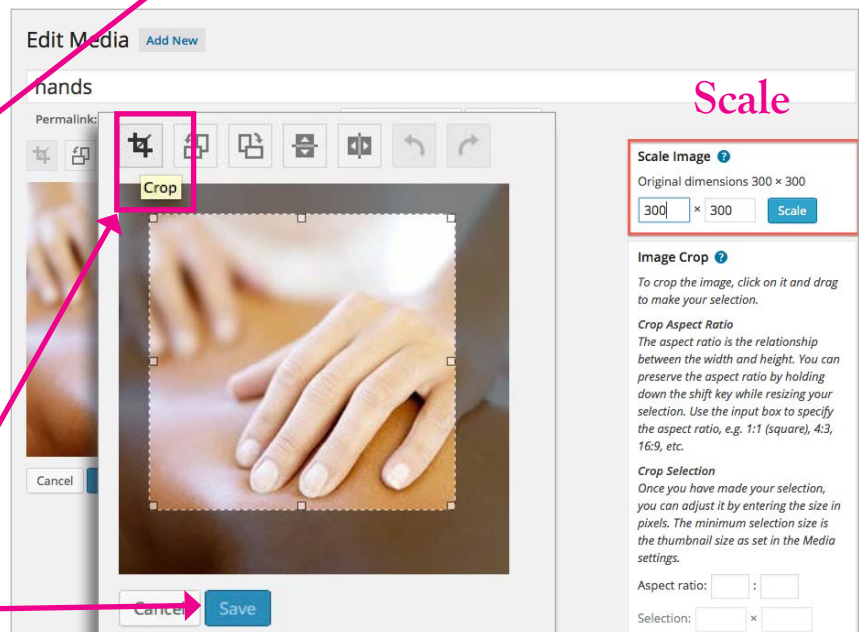 Edit Media Add New
hands
Permalink:
Crop
Cancel
Cancel Save
Scale
Scale Image ?
Original dimensions 300 × 300
300 × 300 Scale
Image Crop ?
To crop the image, click on it and drag
to make your selection.
Crop Aspect Ratio
The aspect ratio is the relationship
between the width and height. You can
preserve the aspect ratio by holding
down the shift key while resizing your
selection. Use the input box to specify
the aspect ratio, e.g. 1:1 (square), 4:3,
16:9, etc.
Crop Selection
Once you have made your selection,
you can adjust it by entering the size in
pixels. The minimum selection size is
the thumbnail size as set in the Media
settings.
Aspect ratio: :
Selection: ×